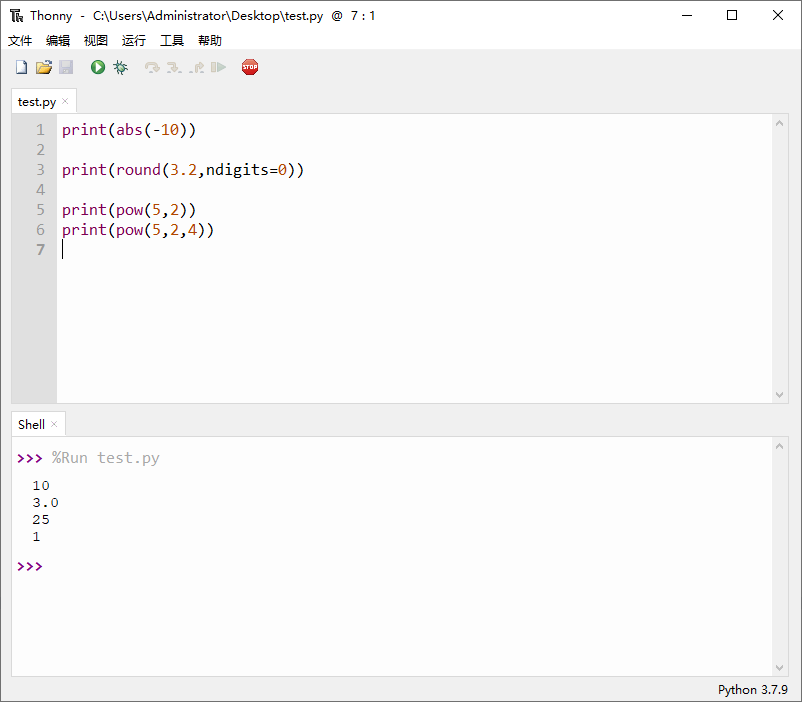 Thonny - C:\Users\Administrator\Desktop\test.py @ 7 : 1
文件 编辑 视图 运行 工具 帮助
STOP
test.py ×
1 print(abs(-10))
2
3 print(round(3.2,ndigits=0))
4
5 print(pow(5,2))
6 print(pow(5,2,4))
7
Shell ×
>>> %Run test.py
10
3.0
25
1
>>>
Python 3.7.9